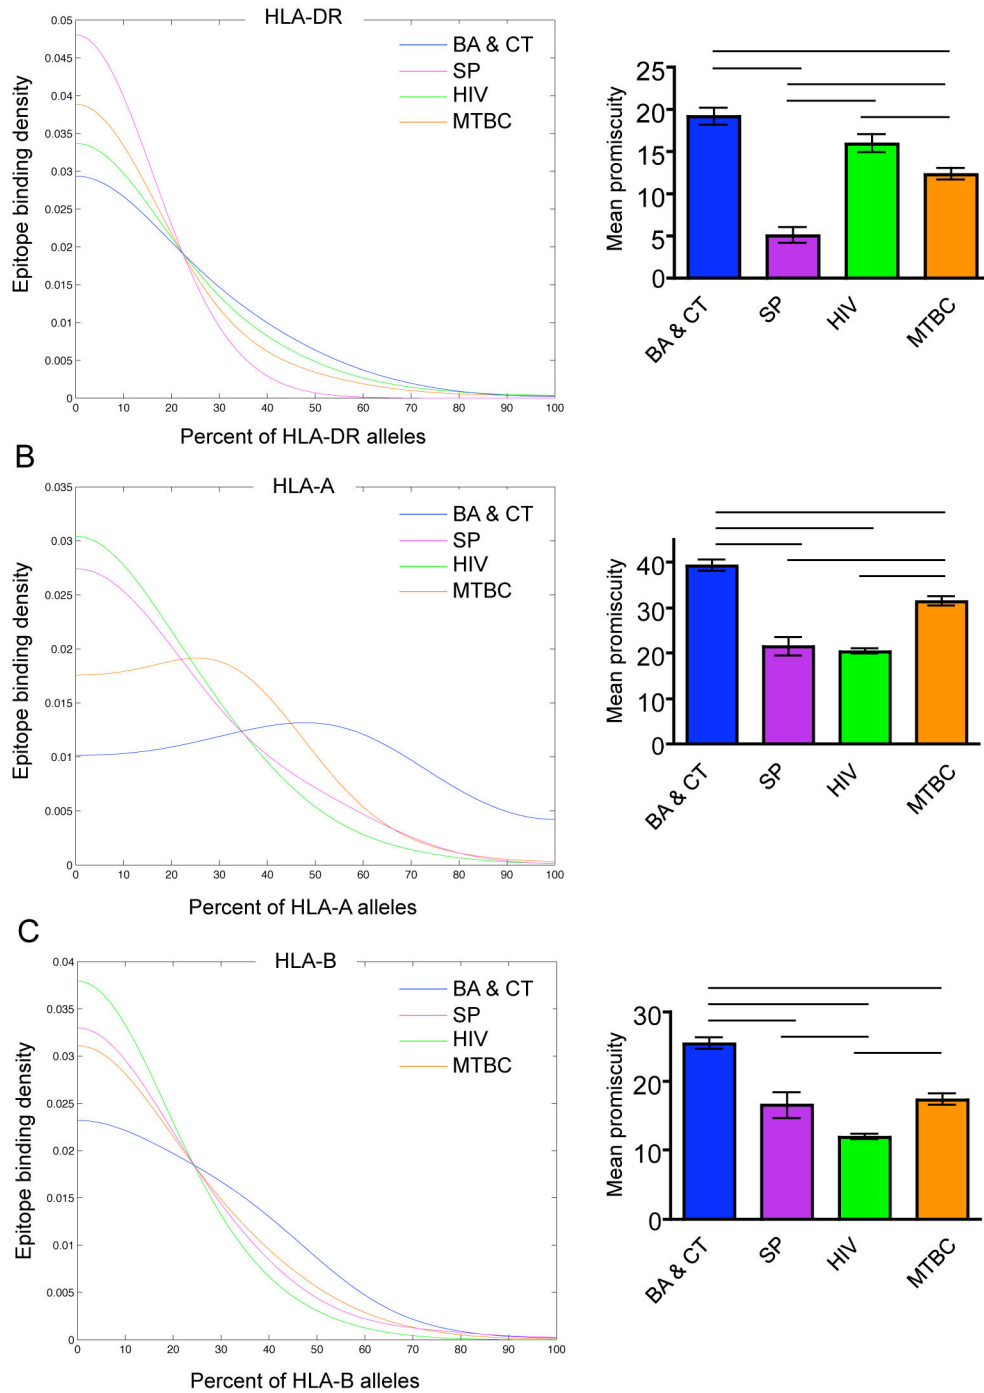 HLA-DR
0.05
0.045
0.04
0.035
0.03
0.025
0.02
0.015
0.01
0.005
0
Epitope binding density
BA & CT
SP
HIV
MTBC
0 10 20 30 40 50 60 70 80 90 100
Percent of HLA-DR alleles
25
20
15
10
5
0
Mean promiscuity
BA & CT
SP
HIV
MTBC
B
HLA-A
0.035
0.03
0.025
0.02
0.015
0.01
0.005
0
Epitope binding density
BA & CT
SP
HIV
MTBC
0 10 20 30 40 50 60 70 80 90 100
Percent of HLA-A alleles
40
30
20
10
0
Mean promiscuity
BA & CT
SP
HIV
MTBC
C
HLA-B
0.04
0.035
0.03
0.025
0.02
0.015
0.01
0.005
0
Epitope binding density
BA & CT
SP
HIV
MTBC
0 10 20 30 40 50 60 70 80 90 100
Percent of HLA-B alleles
30
20
10
0
Mean promiscuity
BA & CT
SP
HIV
MTBC